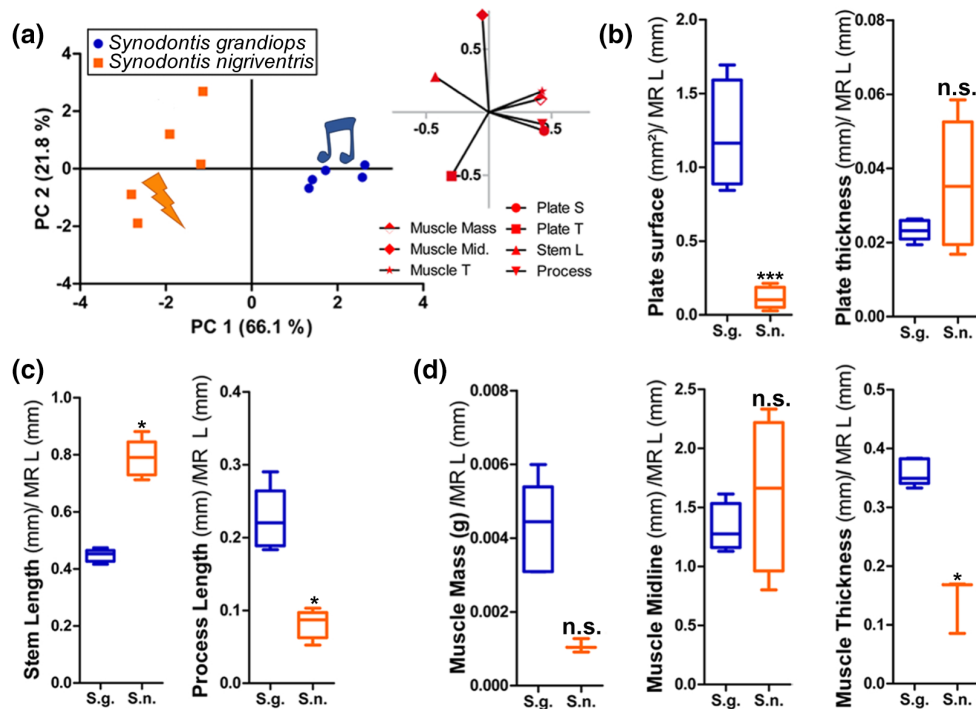 (a)
Synodontis grandiops
Synodontis nigriventris
4
2
0
-2
-4
-4
-2
0
2
4
PC 2 (21.8 %)
PC 1 (66.1 %)
0.5
-0.5
0.5
-0.5
Muscle Mass
Muscle Mid.
Muscle T
Plate S
Plate T
Stem L
Process
(b)
Plate surface (mm²)/ MR L (mm)
2.0
1.5
1.0
0.5
0.0
***
S.g. S.n.
Plate thickness (mm)/ MR L (mm)
0.08
0.06
0.04
0.02
0.00
n.s.
S.g. S.n.
(c)
Stem Length (mm)/ MR L (mm)
1.0
0.8
0.6
0.4
0.2
0.0
*
S.g. S.n.
Process Length (mm) /MR L (mm)
0.4
0.3
0.2
0.1
0.0
*
S.g. S.n.
(d)
Muscle Mass (g) /MR L (mm)
0.008
0.006
0.004
0.002
0.000
n.s.
S.g. S.n.
Muscle Midline (mm) /MR L (mm)
2.5
2.0
1.5
1.0
0.5
0.0
n.s.
S.g. S.n.
Muscle Thickness (mm)/ MR L (mm)
0.5
0.4
0.3
0.2
0.1
0.0
*
S.g. S.n.